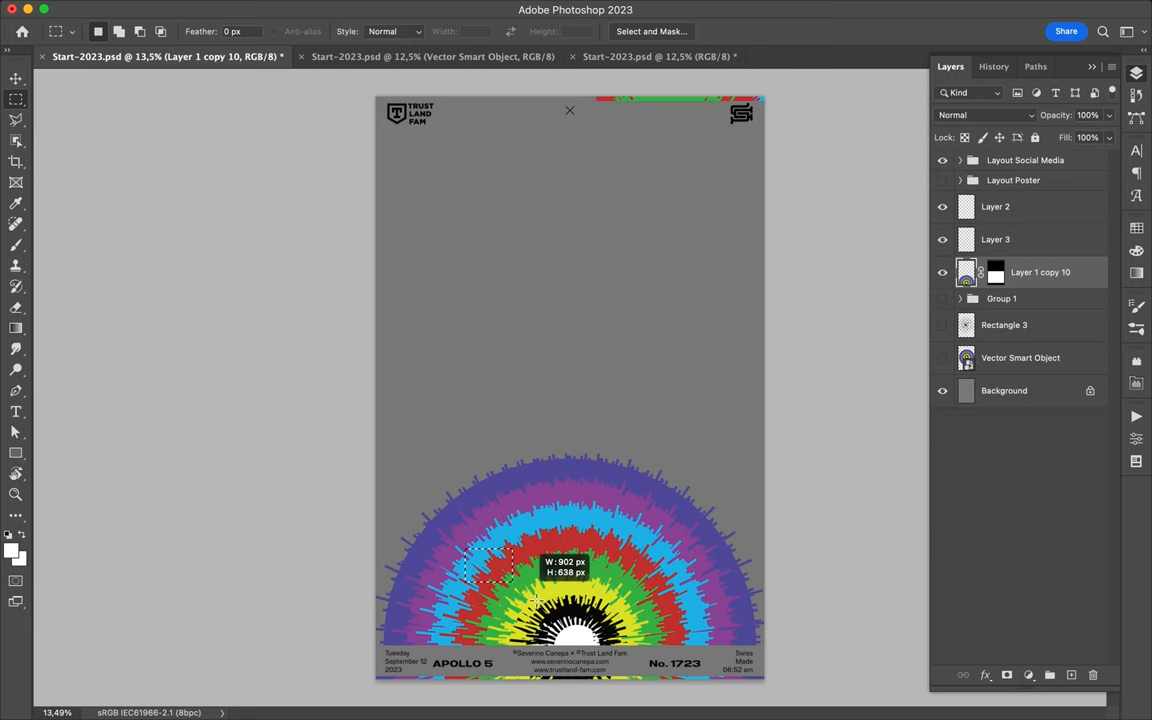 Adobe Photoshop 2023
Feather: 0 px
Anti-alias
Style: Normal
Width:
Height:
Select and Mask...
Share
Start-2023.psd @ 13,5% (Layer 1 copy 10, RGB/8) *
Start-2023.psd @ 12,5% (Vector Smart Object, RGB/8)
Start-2023.psd @ 12,5% (RGB/8) *
Layers
History
Paths
Kind
Normal
Opacity: 100%
Lock:
Fill: 100%
Layout Social Media
Layout Poster
Layer 2
Layer 3
Layer 1 copy 10
Group 1
Rectangle 3
Vector Smart Object
Background
TRUST
LAND
FAM
W: 902 px
H: 638 px
Tuesday
September 12
2023
APOLLO 5
©Severino Canepa × ©Trust Land Fam
www.severinocanepa.com
www.trustland-fam.com
No. 1723
Swiss
Made
06:52 am
13,49%
sRGB IEC61966-2.1 (8bpc)